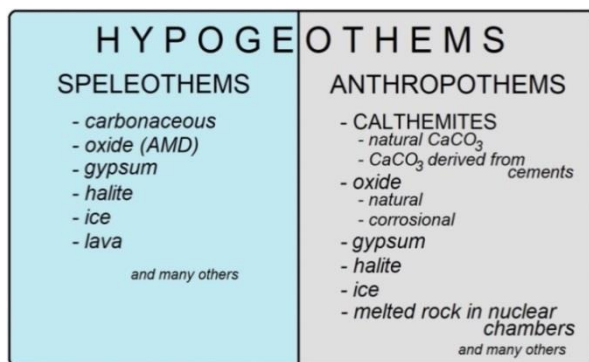 HYPOGEOTHEMS
SPELEOTHEMS
- carbonaceous
- oxide (AMD)
- gypsum
- halite
- ice
- lava
and many others
ANTHROPOTHEMS
- CALTHEMITES
- natural CaCO₃
- CaCO₃ derived from
cements
- oxide
- natural
- corrosional
- gypsum
- halite
- ice
- melted rock in nuclear
chambers
and many others